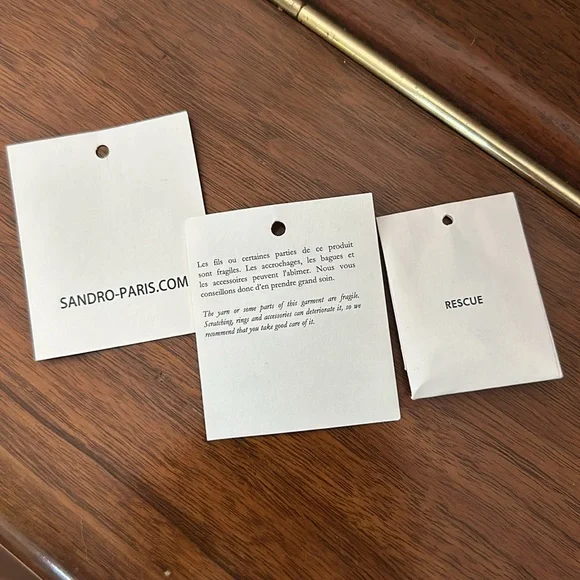 SANDRO-PARIS.COM
Les fils ou certaines parties de ce produit
sont fragiles. Les accrochages, les bagues et
les accessoires peuvent l'abîmer. Nous vous
conseillons donc d'en prendre grand soin.
The yarn or some parts of this garment are fragile.
Scratching, rings and accessories can deteriorate it, so we
recommend that you take good care of it.
RESCUE